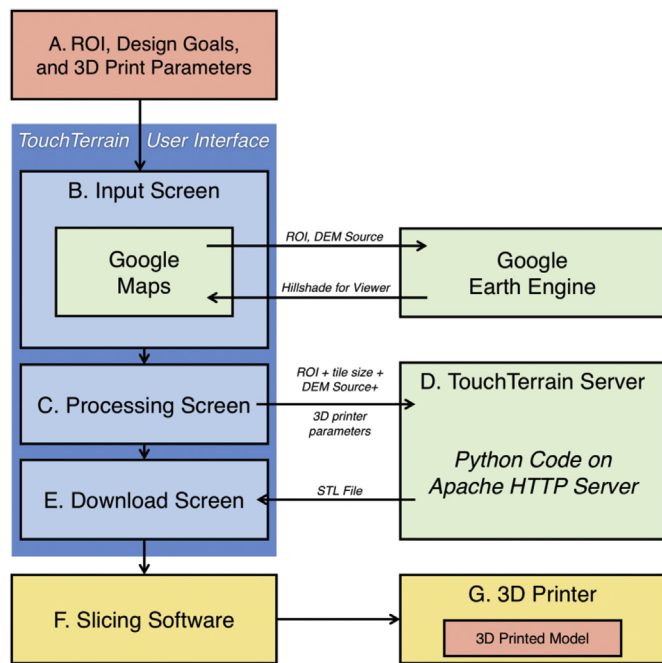 A. ROI, Design Goals,
and 3D Print Parameters
TouchTerrain User Interface
B. Input Screen
Google
Maps
ROI, DEM Source
Hillshade for Viewer
Google
Earth Engine
C. Processing Screen
ROI + tile size +
DEM Source+
3D printer
parameters
D. TouchTerrain Server
Python Code on
Apache HTTP Server
E. Download Screen
STL File
F. Slicing Software
G. 3D Printer
3D Printed Model